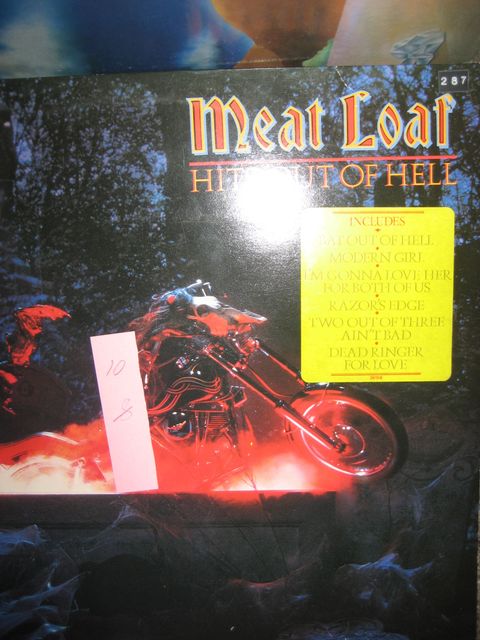 287
Meat Loaf
HITS OUT OF HELL
INCLUDES
BAT OUT OF HELL
MODERN GIRL
I'M GONNA LOVE HER
FOR BOTH OF US
RAZOR'S EDGE
TWO OUT OF THREE
AIN'T BAD
DEAD RINGER
FOR LOVE
10